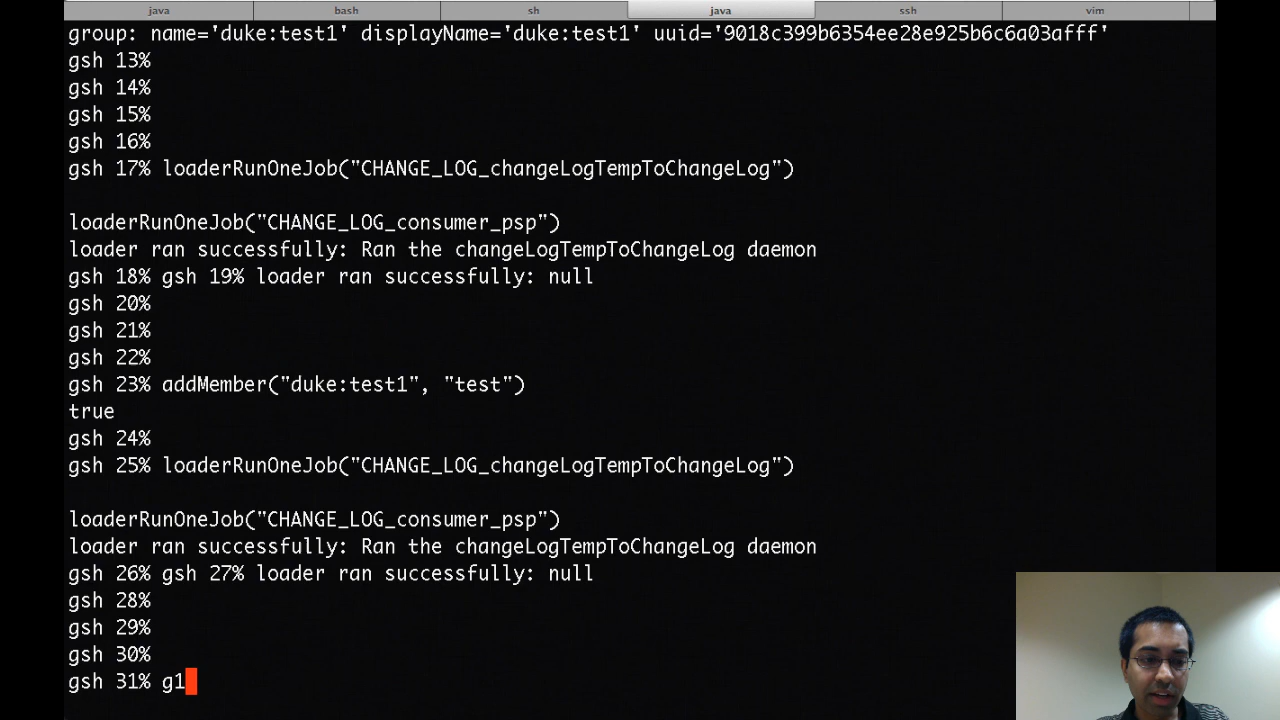 java bash sh java ssh vim
group: name='duke:test1' displayName='duke:test1' uuid='9018c399b6354ee28e925b6c6a03afff'
gsh 13%
gsh 14%
gsh 15%
gsh 16%
gsh 17% loaderRunOneJob("CHANGE_LOG_changeLogTempToChangeLog")
loaderRunOneJob("CHANGE_LOG_consumer_psp")
loader ran successfully: Ran the changeLogTempToChangeLog daemon
gsh 18% gsh 19% loader ran successfully: null
gsh 20%
gsh 21%
gsh 22%
gsh 23% addMember("duke:test1", "test")
true
gsh 24%
gsh 25% loaderRunOneJob("CHANGE_LOG_changeLogTempToChangeLog")
loaderRunOneJob("CHANGE_LOG_consumer_psp")
loader ran successfully: Ran the changeLogTempToChangeLog daemon
gsh 26% gsh 27% loader ran successfully: null
gsh 28%
gsh 29%
gsh 30%
gsh 31% g1